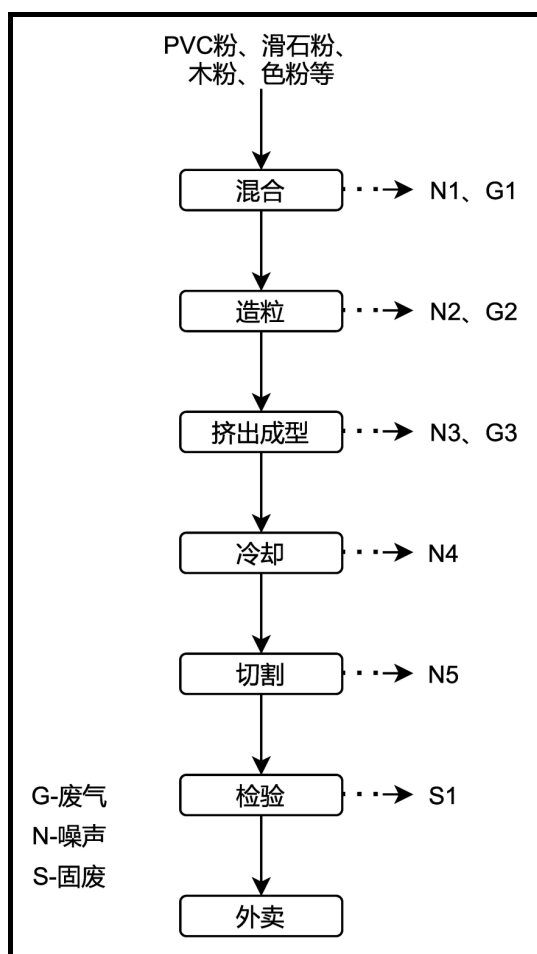 PVC粉、滑石粉、
木粉、色粉等
混合
N1、G1
造粒
N2、G2
挤出成型
N3、G3
冷却
N4
切割
N5
检验
S1
G-废气
N-噪声
S-固废
外卖